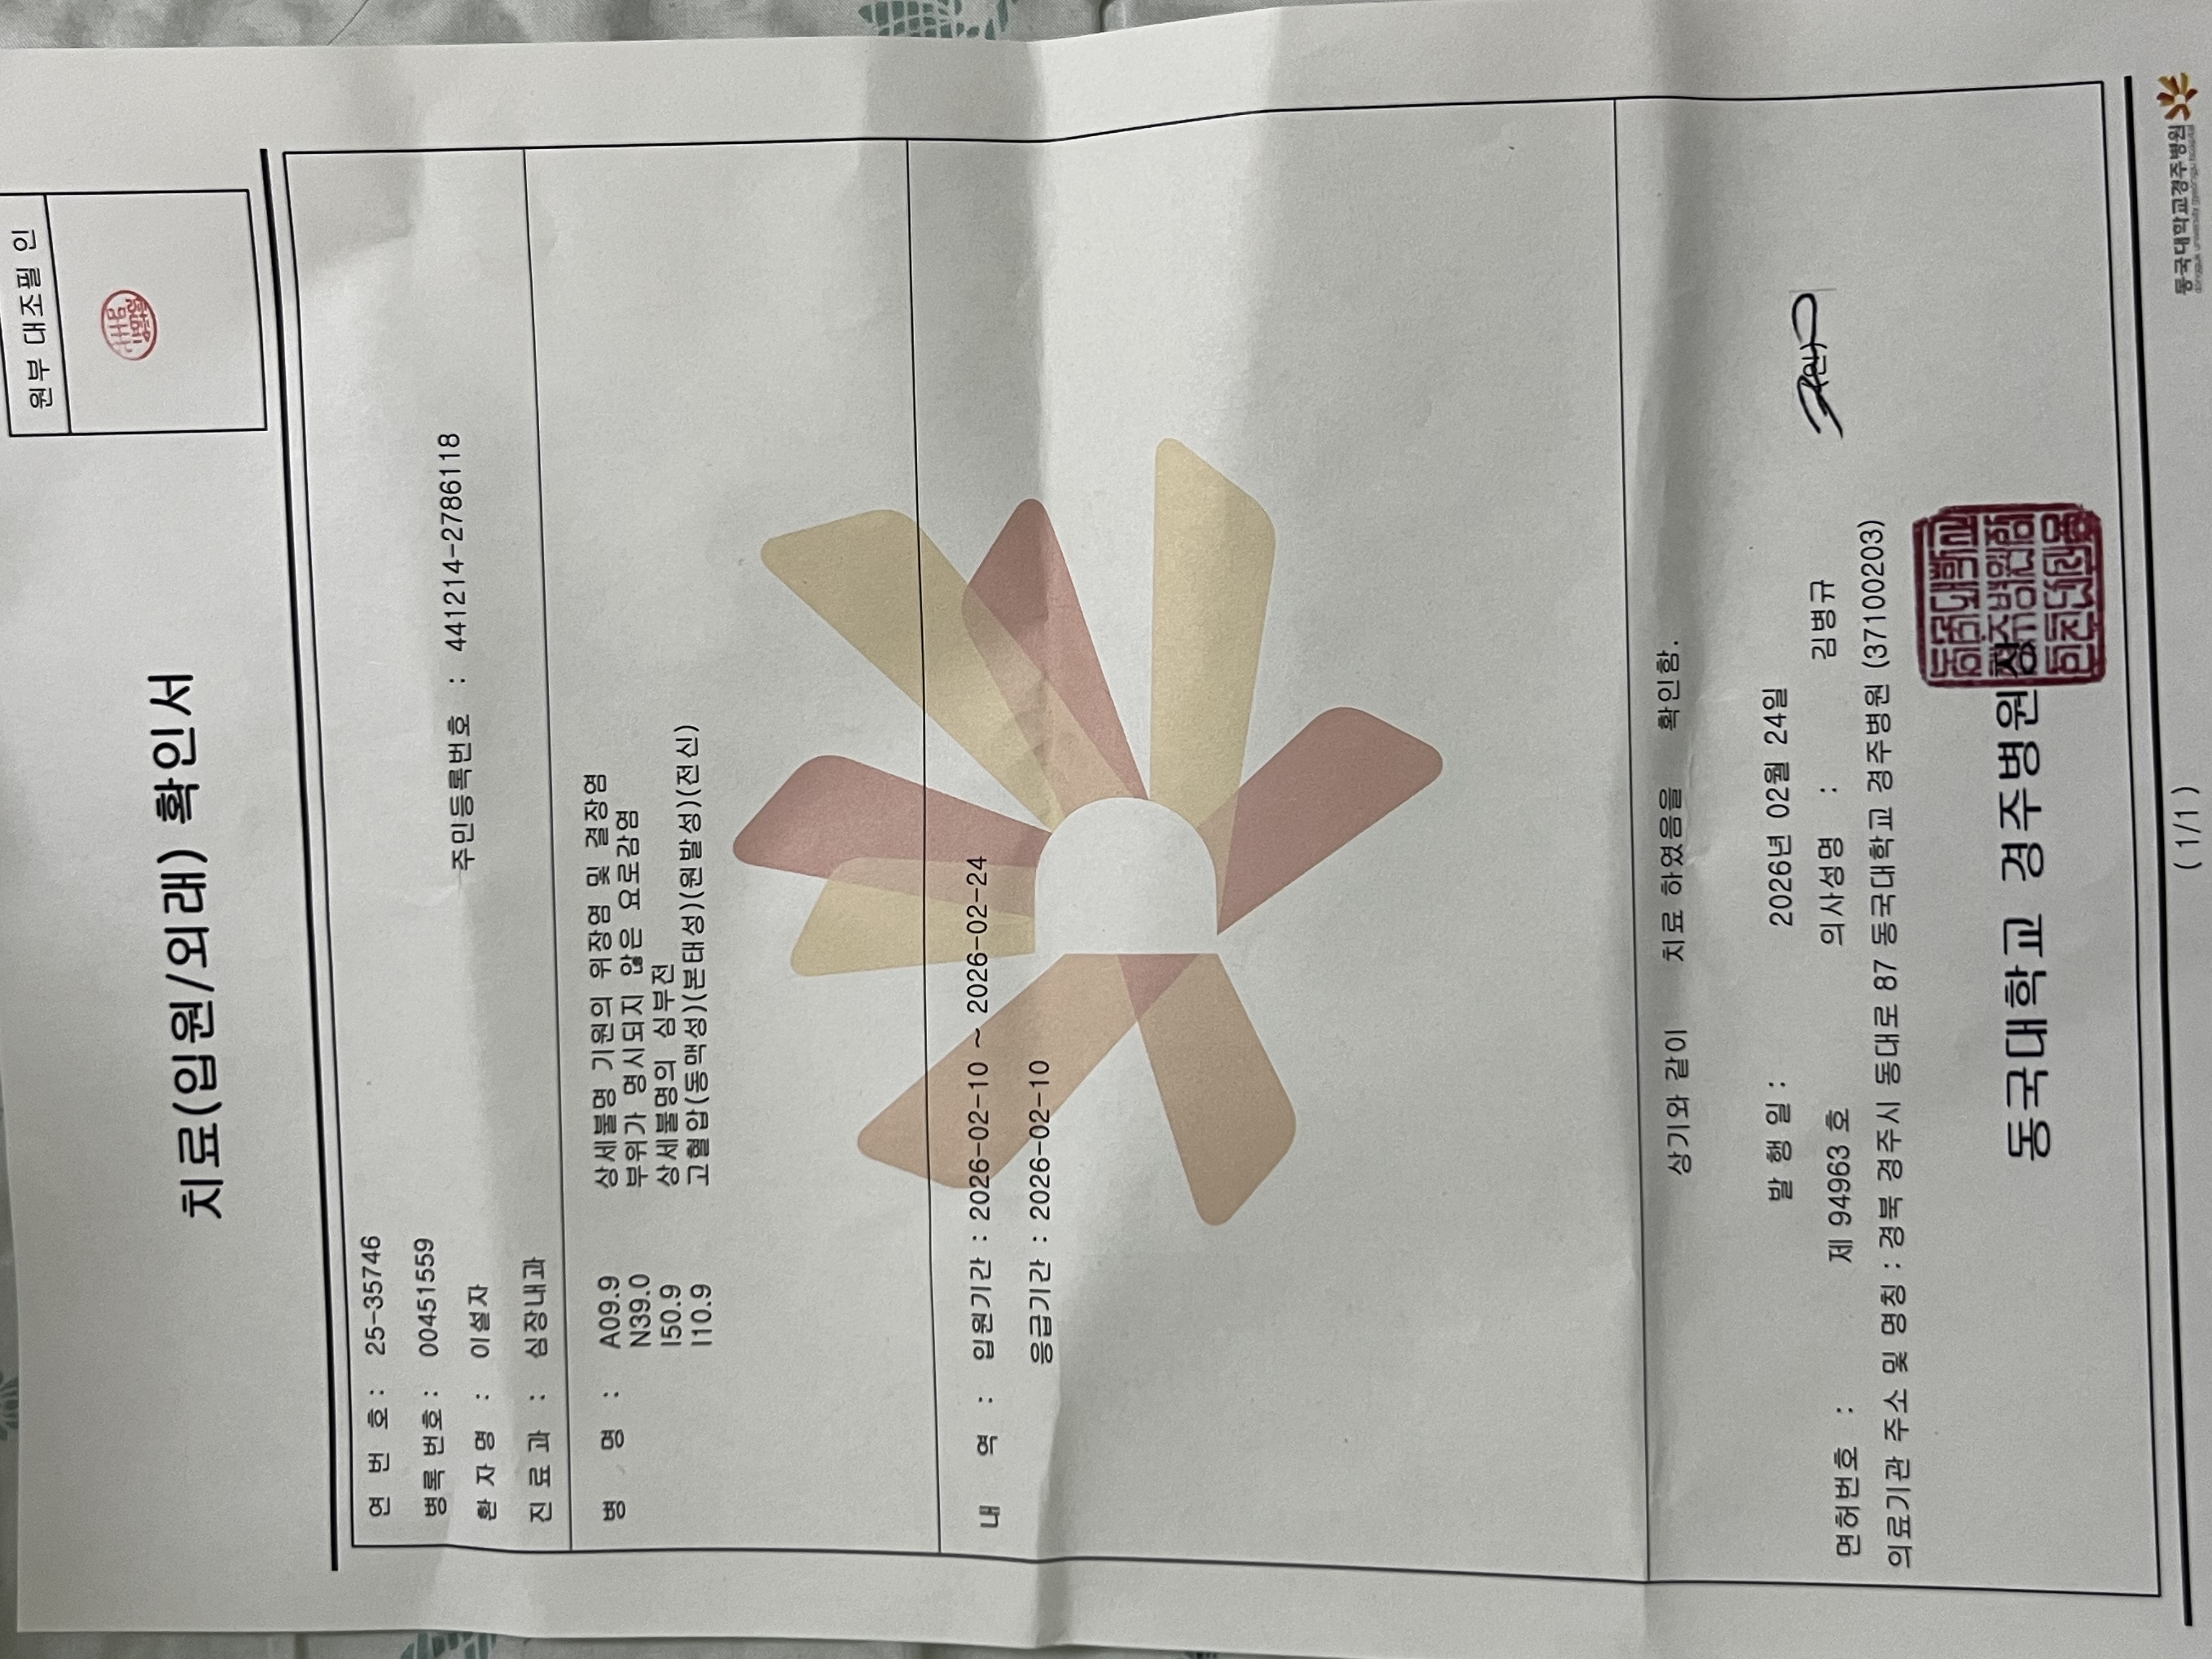 원부 대조필 인
치료(입원/외래) 확인서
연 번 호 : 25-35746
병록번호 : 00451559
환 자 명 : 이설자 주민등록번호 : 441214-2786118
진 료 과 : 심장내과
병 명 : A09.9 상세불명 기원의 위장염 및 결장염
N39.0 부위가 명시되지 않은 요로감염
I50.9 상세불명의 심부전
I10.9 고혈압(동맥성)(본태성)(원발성)(전신)
내 역 : 입원기간 : 2026-02-10 ~ 2026-02-24
응급기간 : 2026-02-10
상기와 같이 치료 하였음을 확인함.
발 행 일 : 2026년 02월 24일
면허번호 : 제 94963 호 의사성명 : 김병규 (인)
의료기관 주소 및 명칭 : 경북 경주시 동대로 87 동국대학교 경주병원 (37100203)
동국대학교 경주병원장
( 1/1 )
동국대학교경주병원